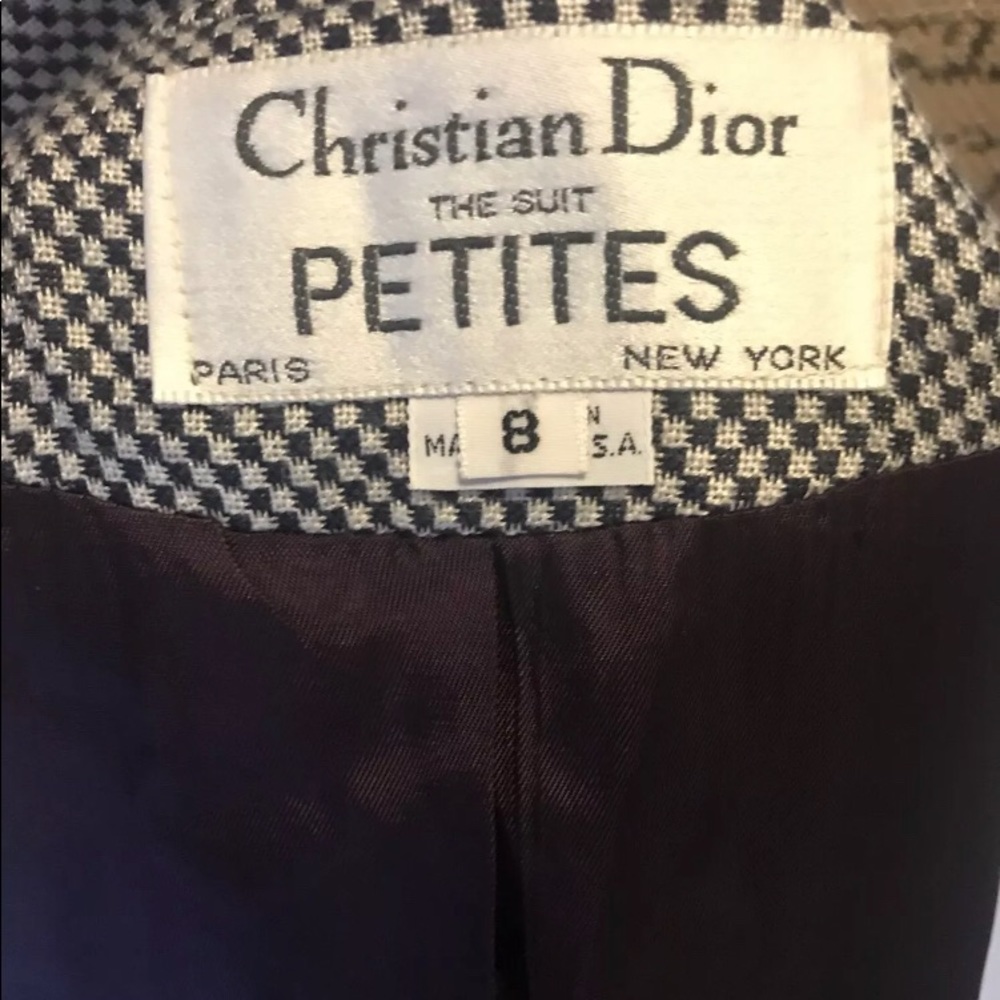 Christian Dior
THE SUIT
PETITES
PARIS NEW YORK
8
S.A.